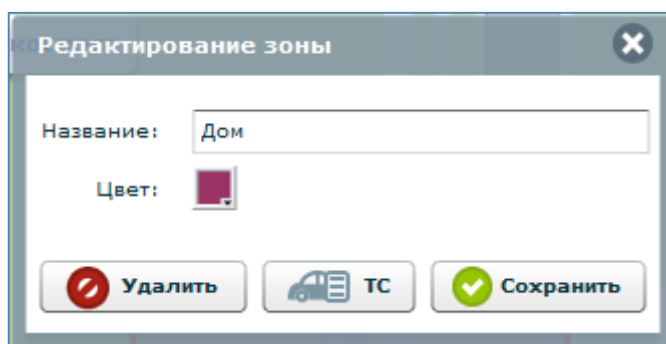 Редактирование зоны
Название: Дом
Цвет:
Удалить ТС Сохранить